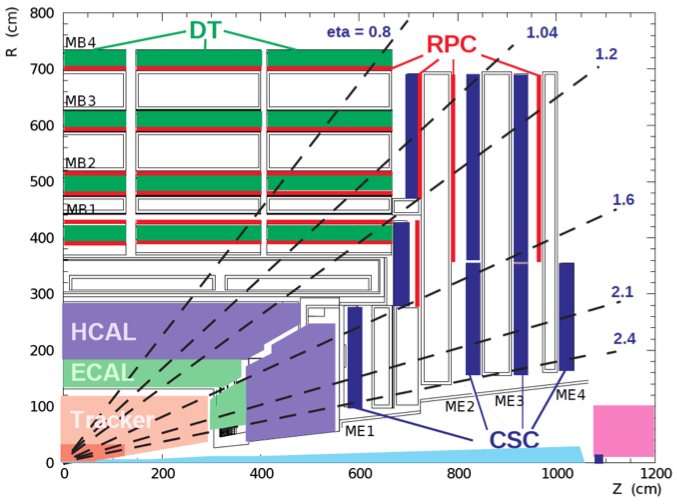 800
700
600
500
400
300
200
100
0
R (cm)
MB4
MB3
MB2
MB1
DT
eta = 0.8
RPC
1.04
1.2
1.6
2.1
2.4
HCAL
ECAL
Tracker
ME1
ME2
ME3
ME4
CSC
0
200
400
600
800
1000
1200
Z (cm)